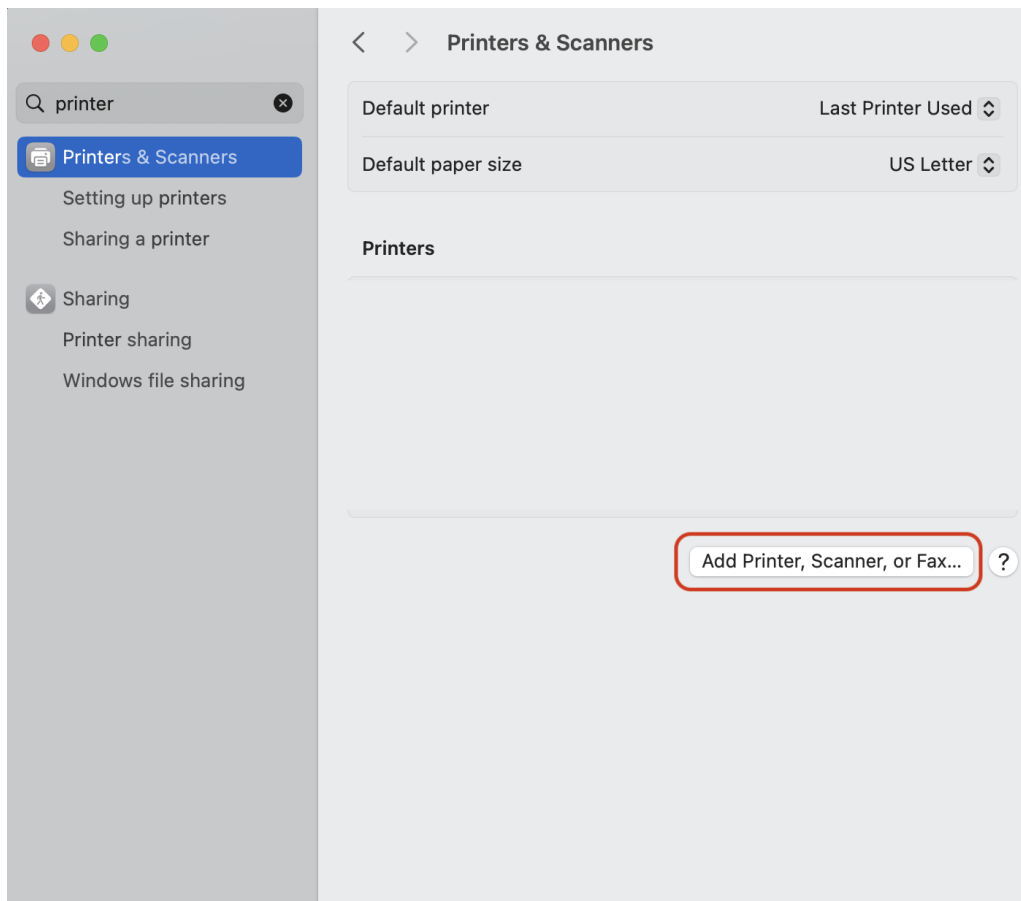 printer
Printers & Scanners
Setting up printers
Sharing a printer
Sharing
Printer sharing
Windows file sharing
Printers & Scanners
Default printer Last Printer Used
Default paper size US Letter
Printers
Add Printer, Scanner, or Fax... ?